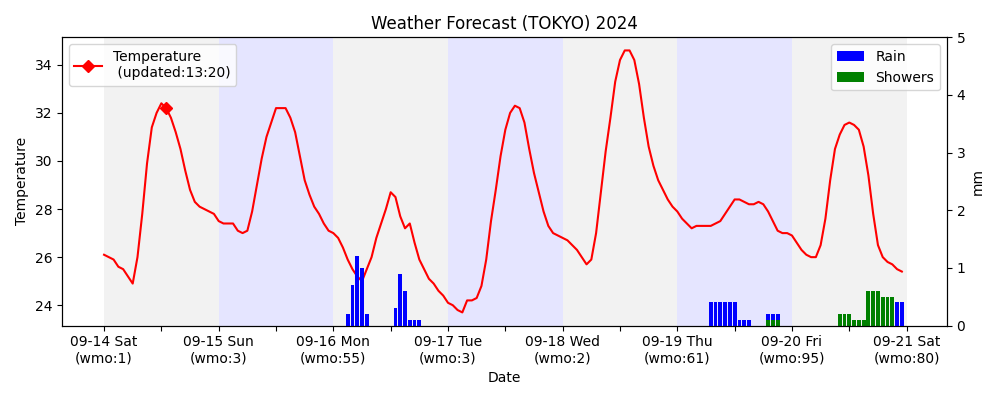 Weather Forecast (TOKYO) 2024
Temperature
(updated:13:20)
Rain
Showers
34
32
30
28
26
24
Temperature
5
4
3
2
1
0
mm
09-14 Sat
(wmo:1)
09-15 Sun
(wmo:3)
09-16 Mon
(wmo:55)
09-17 Tue
(wmo:3)
09-18 Wed
(wmo:2)
09-19 Thu
(wmo:61)
09-20 Fri
(wmo:95)
09-21 Sat
(wmo:80)
Date